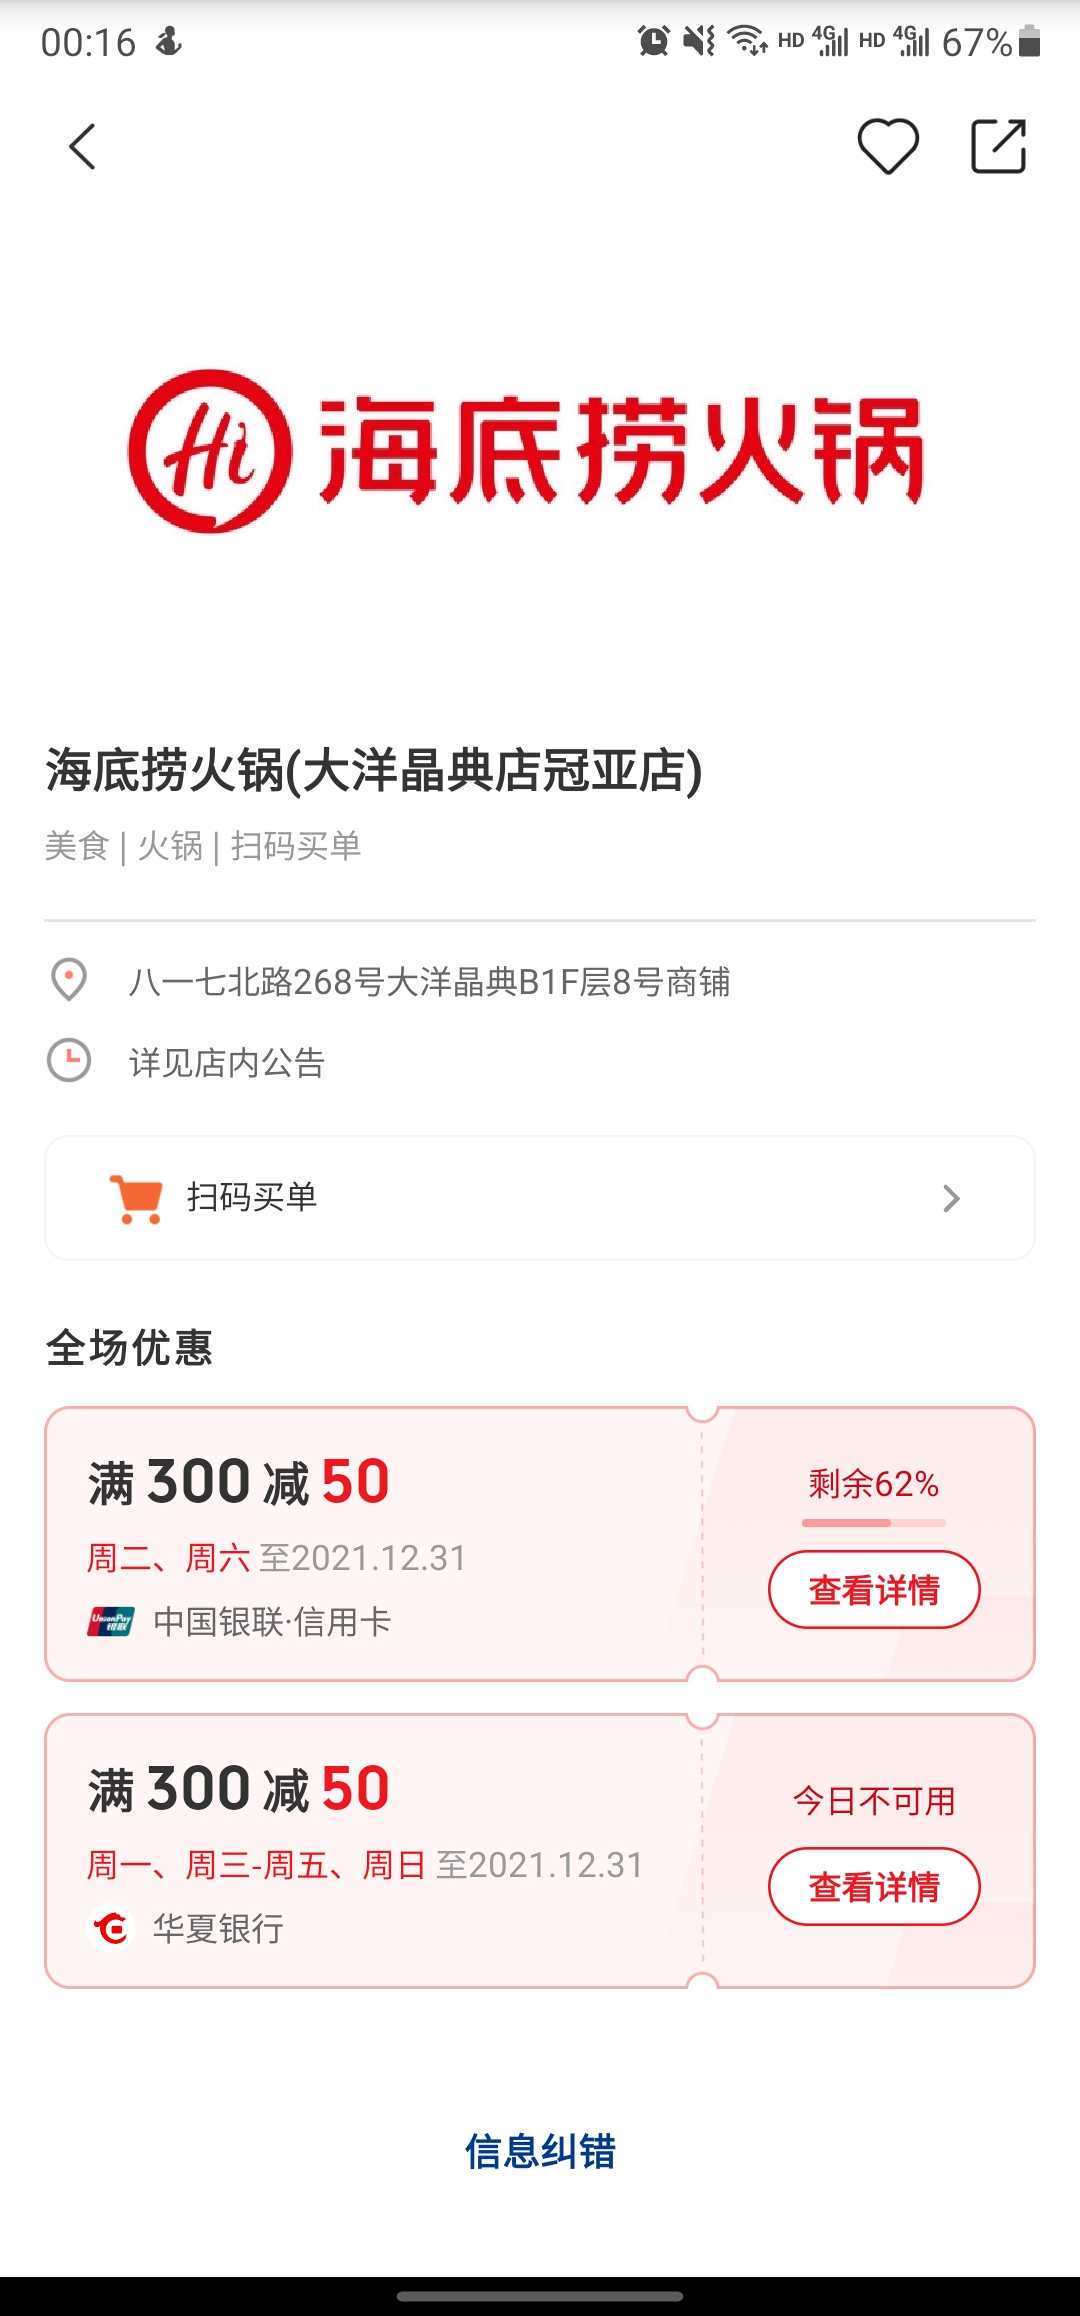 00:16 HD 4G HD 4G 67%
Hi 海底捞火锅
海底捞火锅(大洋晶典店冠亚店)
美食 | 火锅 | 扫码买单
八一七北路268号大洋晶典B1F层8号商铺
详见店内公告
扫码买单
全场优惠
满 300 减 50
周二、周六 至2021.12.31
UnionPay 银联 中国银联·信用卡
剩余62%
查看详情
满 300 减 50
周一、周三-周五、周日 至2021.12.31
华夏银行
今日不可用
查看详情
信息纠错